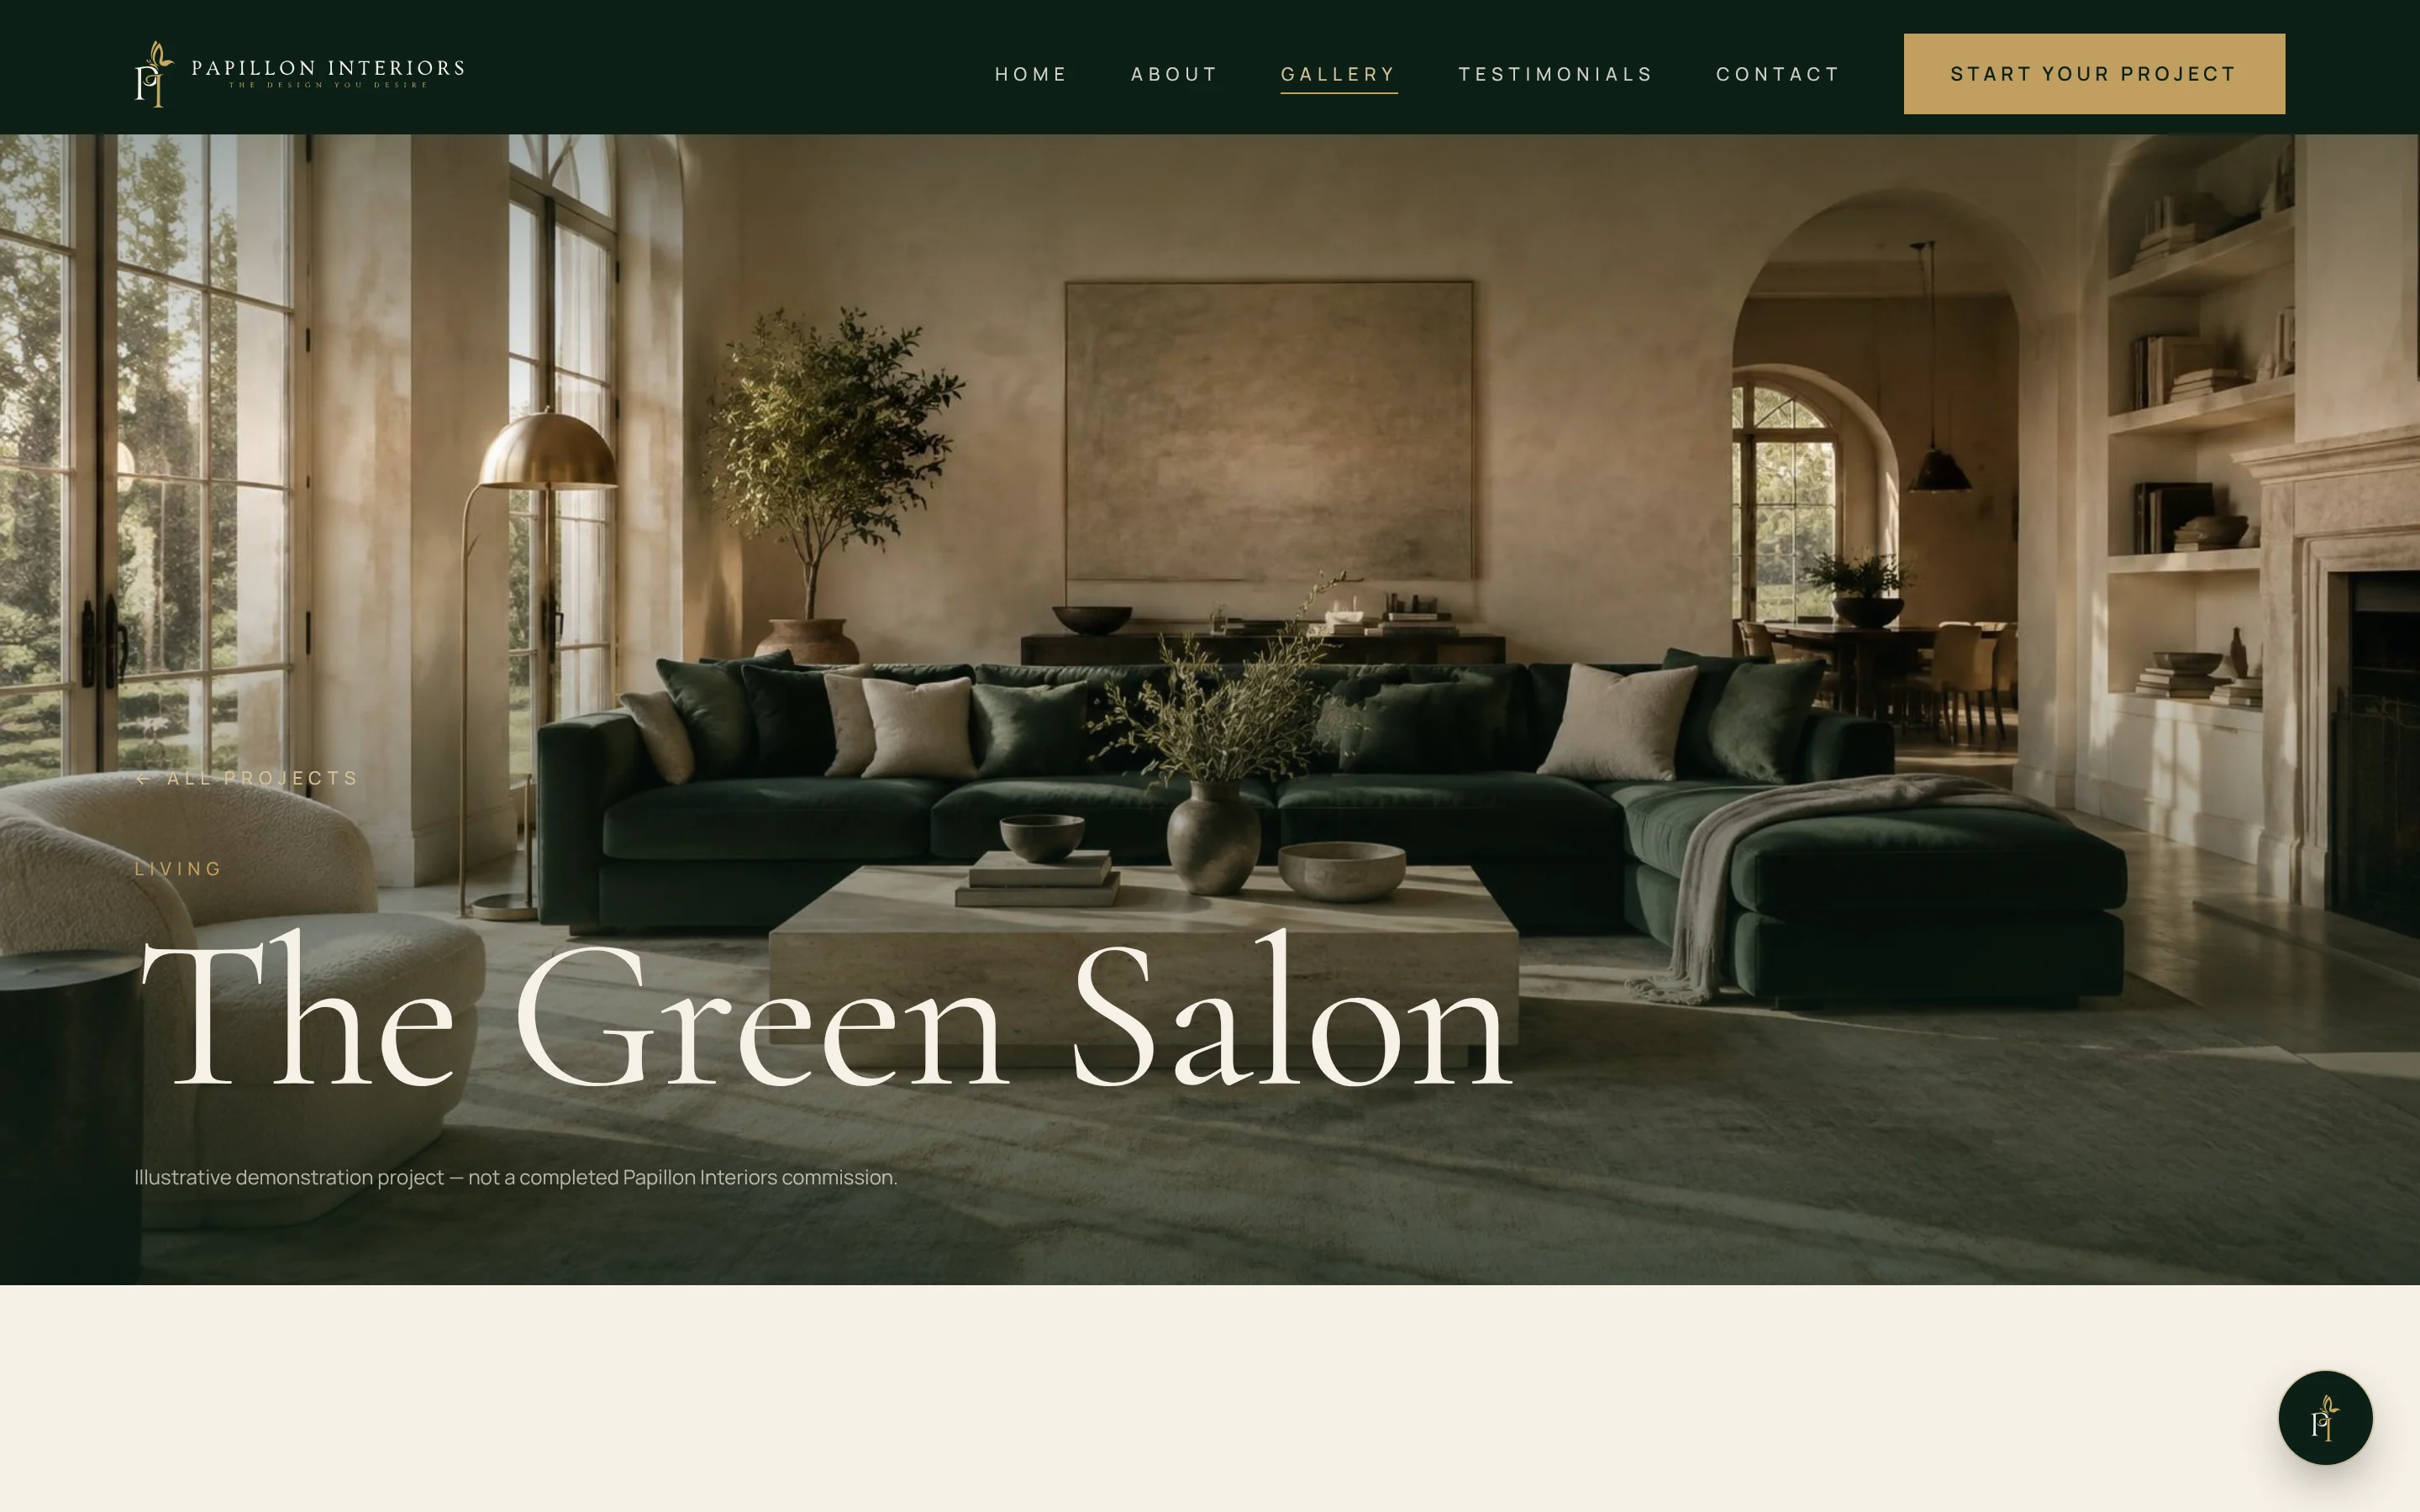 PAPILLON INTERIORS
THE DESIGN YOU DESIRE
HOME ABOUT GALLERY TESTIMONIALS CONTACT START YOUR PROJECT
← ALL PROJECTS
LIVING
The Green Salon
Illustrative demonstration project — not a completed Papillon Interiors commission.
PI